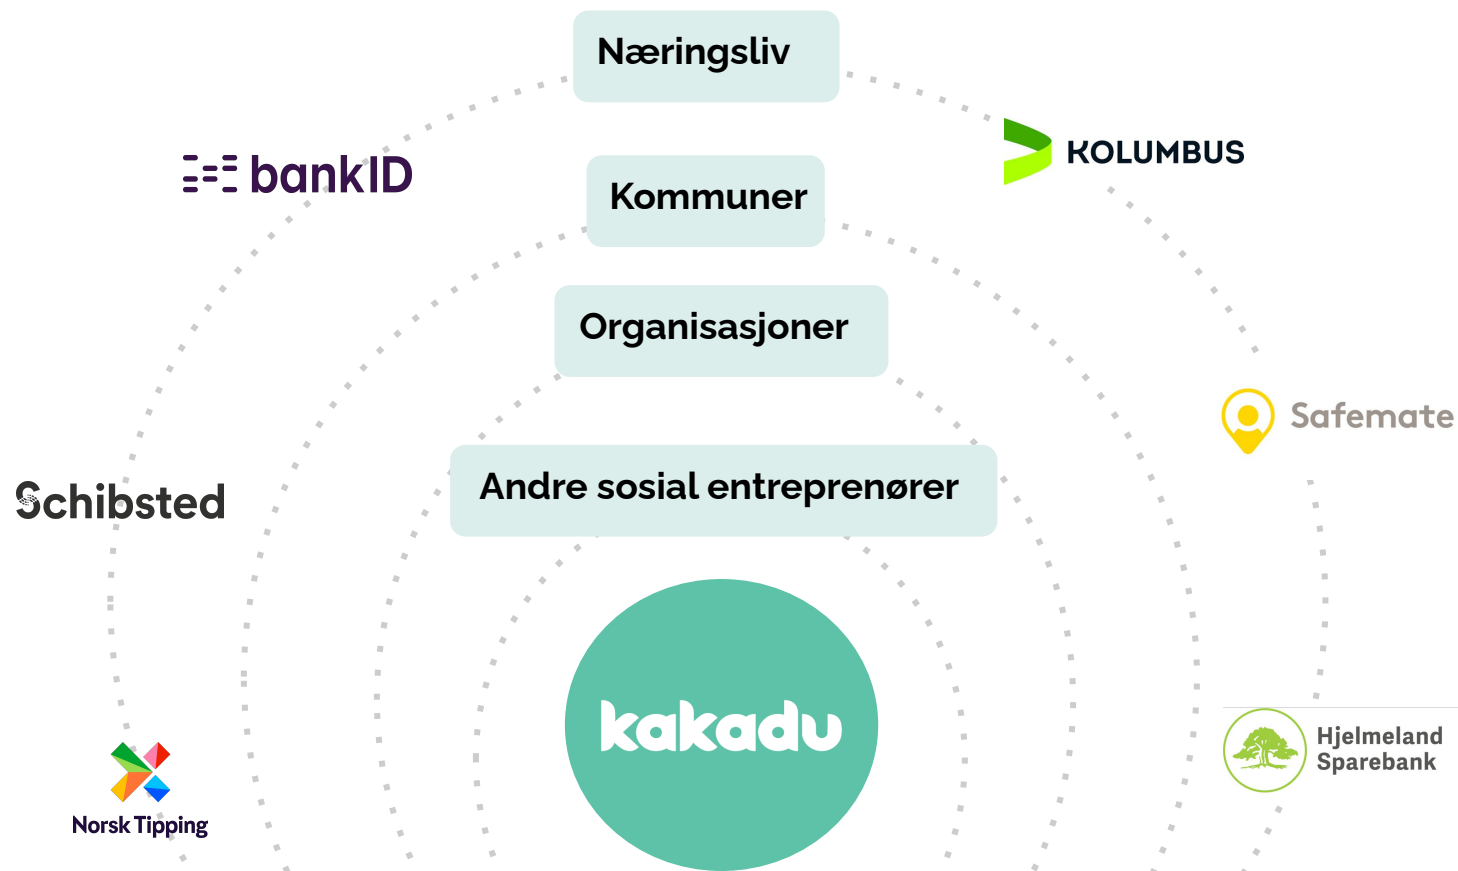 Næringsliv
bankID
KOLUMBUS
Kommuner
Organisasjoner
Safemate
Andre sosial entreprenører
Schibsted
kakadu
Hjelmeland
Sparebank
Norsk Tipping